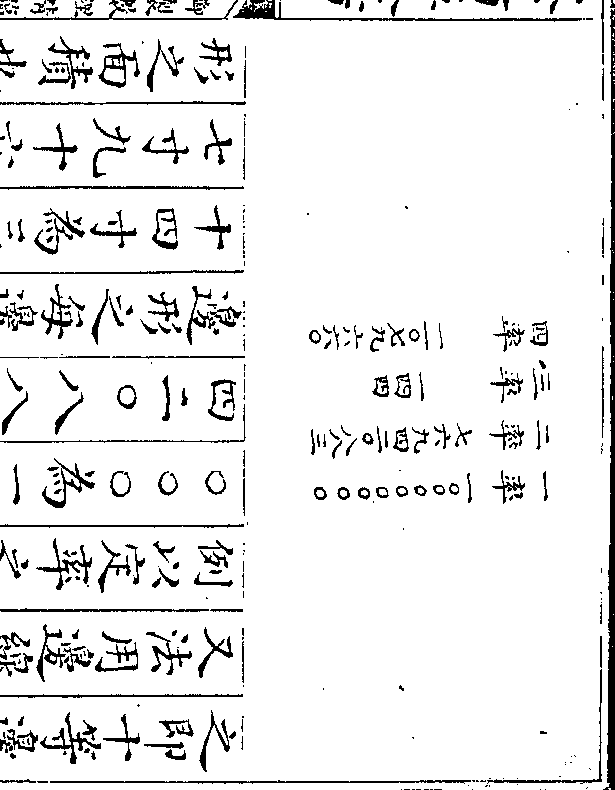 之即十等邊
又法用邊線
例以定率之
〇〇〇為一
四二〇八八
邊形之每邊
十四寸為三
七寸九十六
形之面積也
一率 一〇〇〇〇〇〇〇〇
二率 七六九四二〇八八三
三率 一四四
四率 一一〇七九六六〇